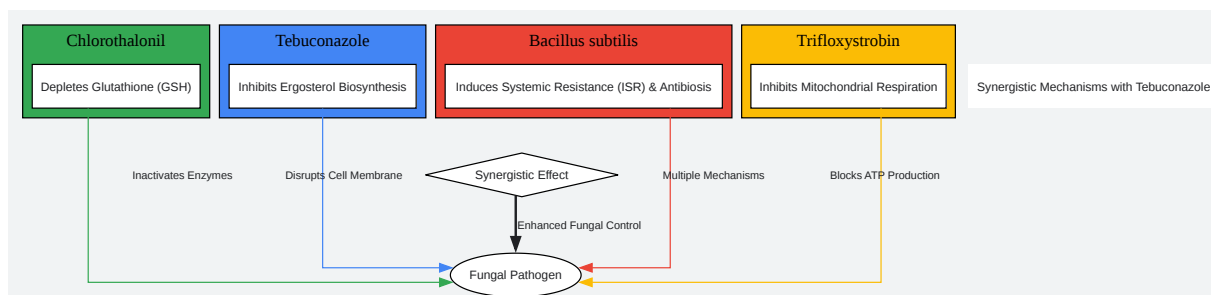 Chlorothalonil
Tebuconazole
Bacillus subtilis
Trifloxystrobin
Depletes Glutathione (GSH)
Inhibits Ergosterol Biosynthesis
Induces Systemic Resistance (ISR) & Antibiosis
Inhibits Mitochondrial Respiration
Synergistic Mechanisms with Tebuconazole
Inactivates Enzymes
Disrupts Cell Membrane
Synergistic Effect
Multiple Mechanisms
Blocks ATP Production
Enhanced Fungal Control
Fungal Pathogen